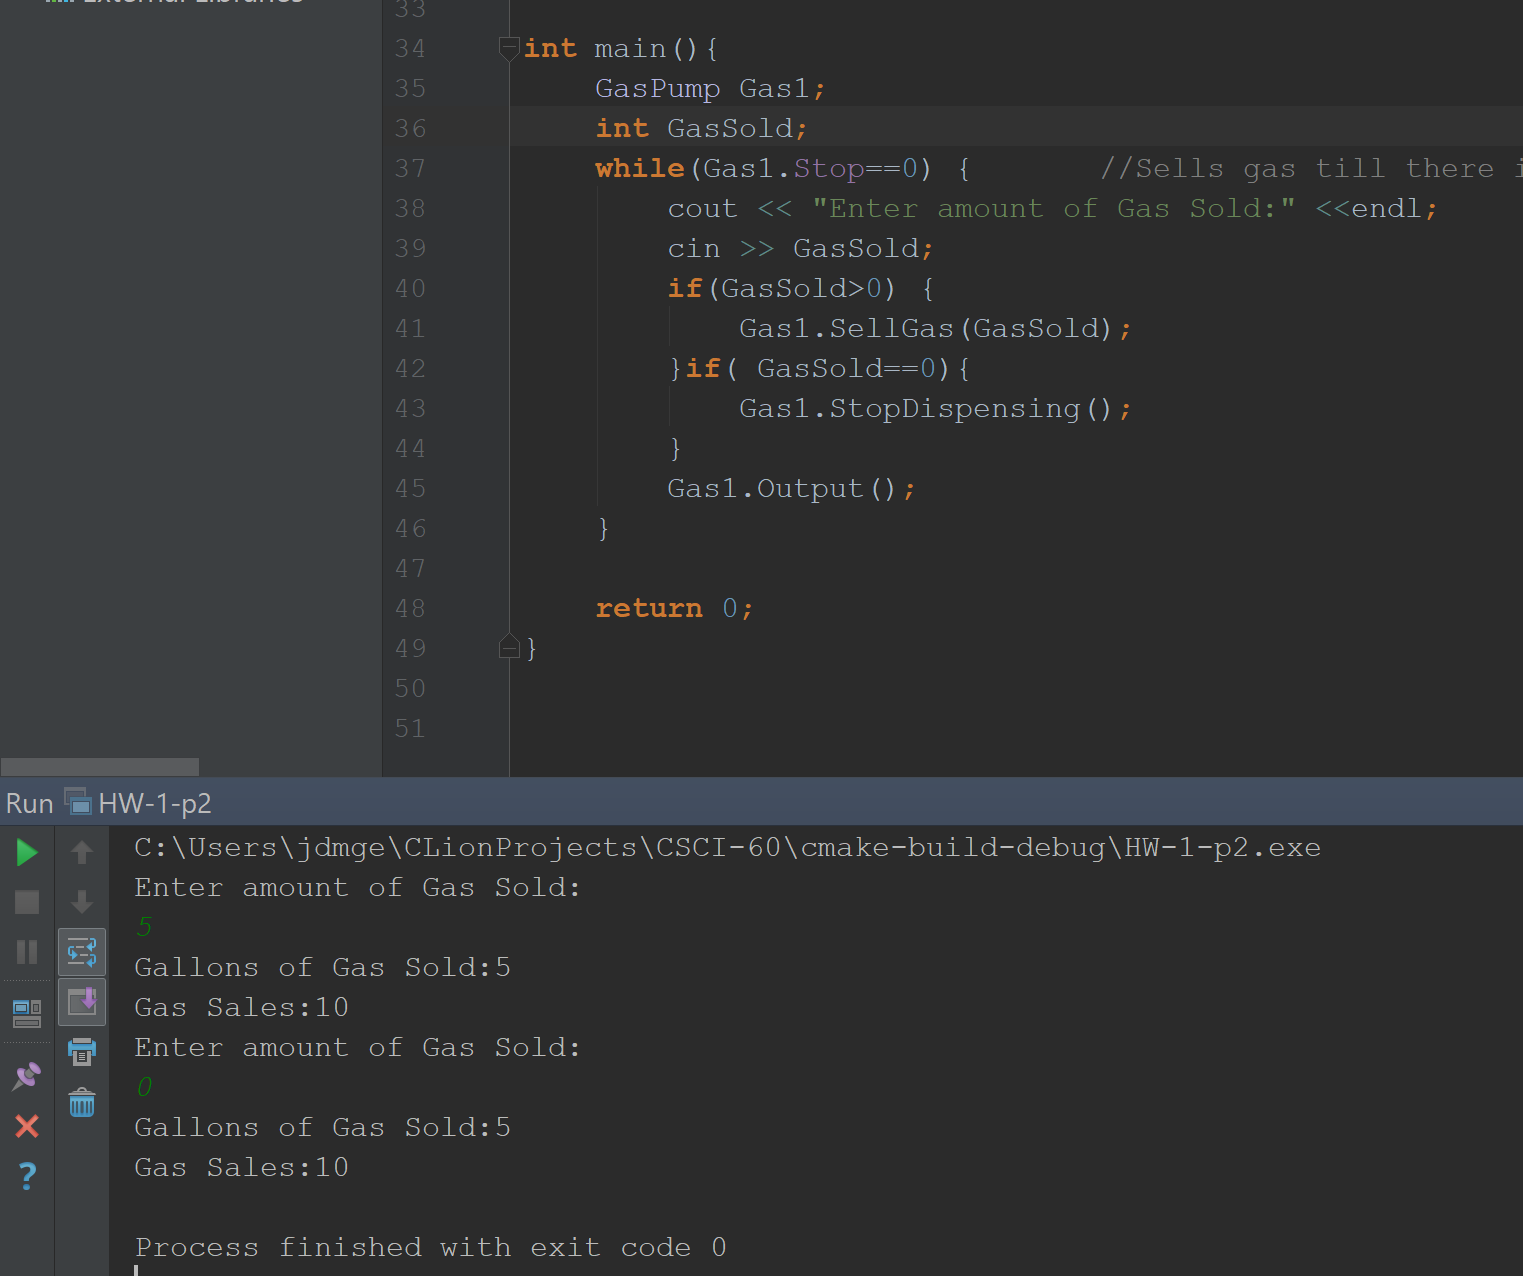 External Libraries
33
34 int main(){
35 GasPump Gas1;
36 int GasSold;
37 while(Gas1.Stop==0) { //Sells gas till there
38 cout << "Enter amount of Gas Sold:" <<endl;
39 cin >> GasSold;
40 if(GasSold>0) {
41 Gas1.SellGas(GasSold);
42 }if( GasSold==0){
43 Gas1.StopDispensing();
44 }
45 Gas1.Output();
46 }
47
48 return 0;
49 }
50
51
Run HW-1-p2
C:\Users\jdmge\CLionProjects\CSCI-60\cmake-build-debug\HW-1-p2.exe
Enter amount of Gas Sold:
5
Gallons of Gas Sold:5
Gas Sales:10
Enter amount of Gas Sold:
0
Gallons of Gas Sold:5
Gas Sales:10
Process finished with exit code 0